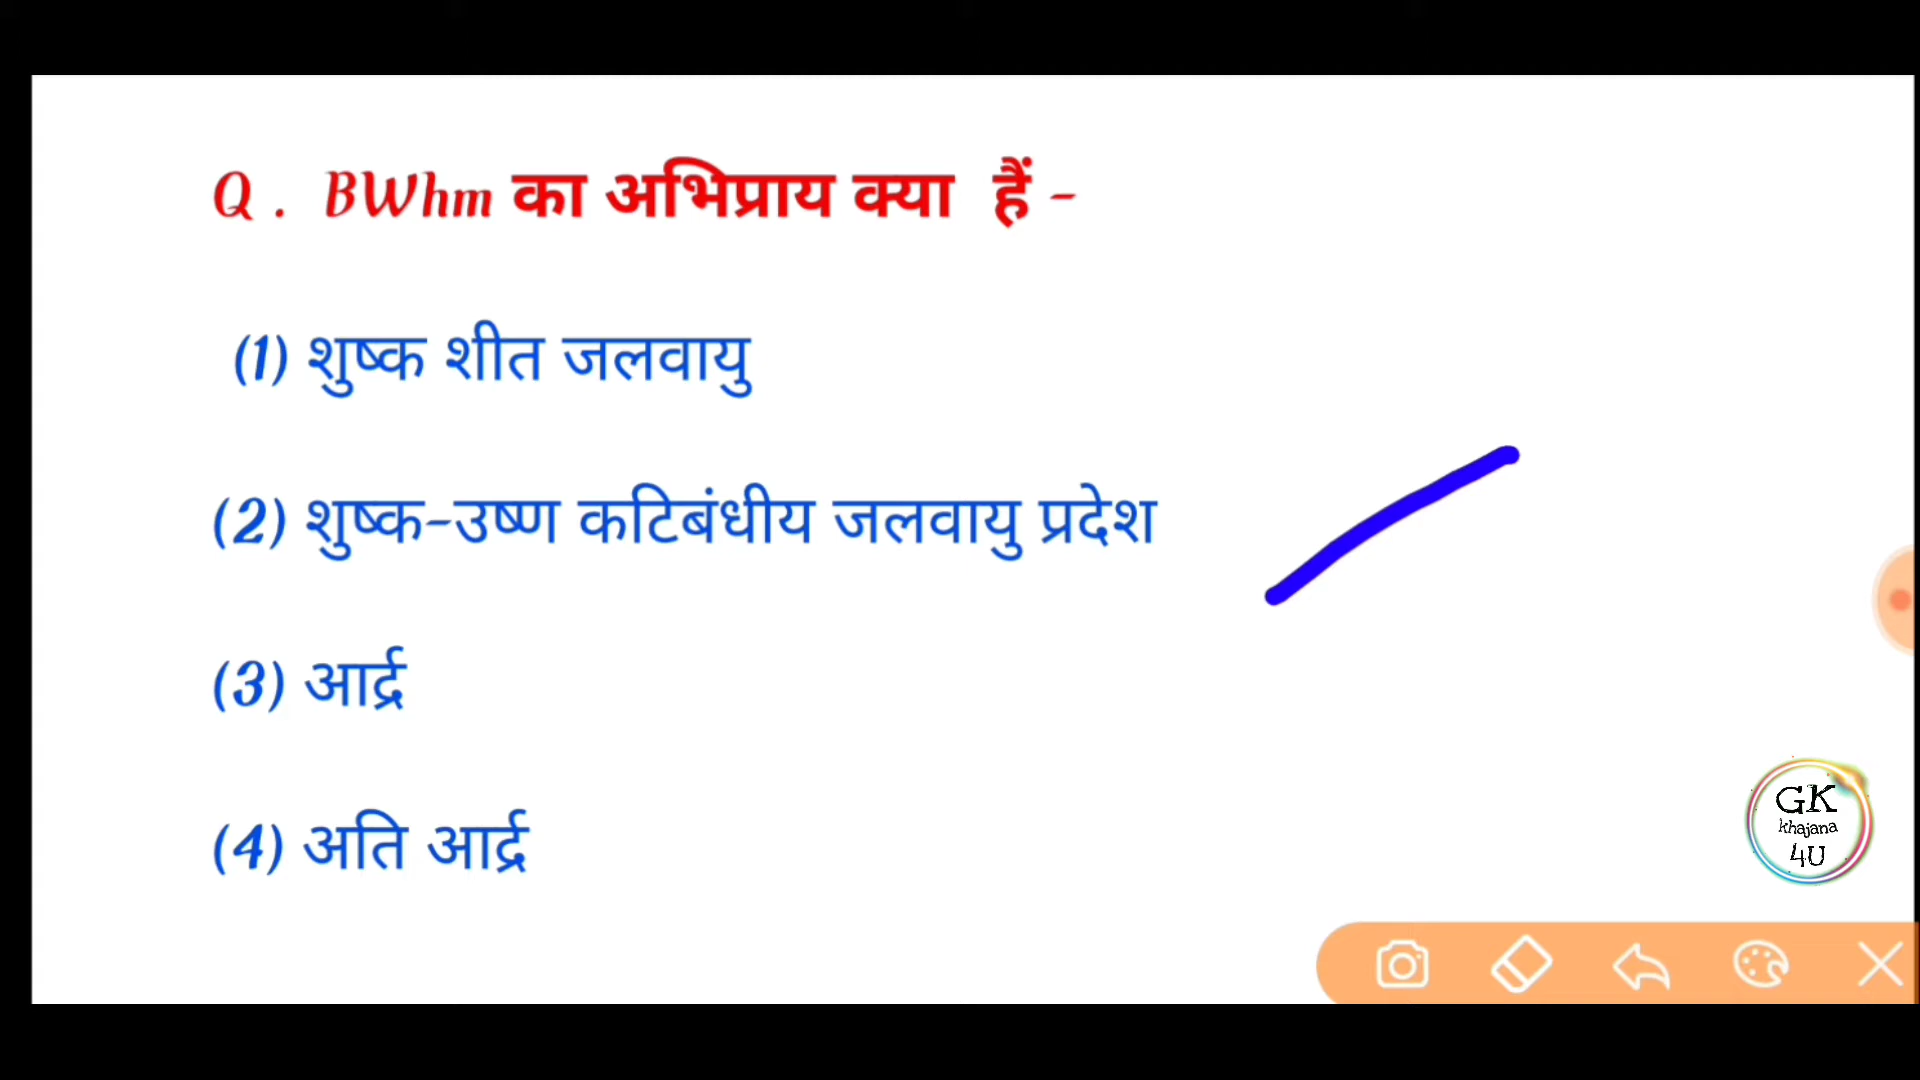 Q . BWhm का अभिप्राय क्या हैं -
(1) शुष्क शीत जलवायु
(2) शुष्क-उष्ण कटिबंधीय जलवायु प्रदेश
(3) आर्द्र
(4) अति आर्द्र
GK
khajana
4U